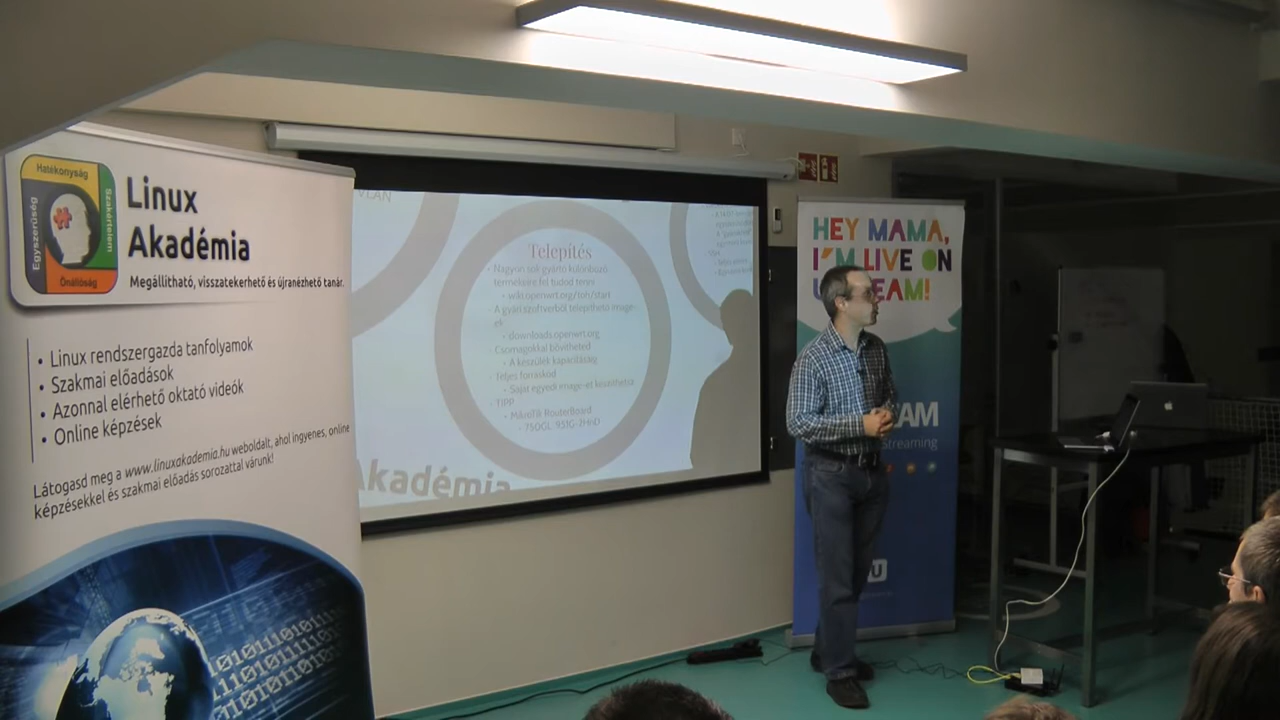 Hatékonyság
Szakértelem
Egyszerűség
Önállóság
Linux
Akadémia
Megállítható, visszatekerhető és újranézhető tanár.
• Linux rendszergazda tanfolyamok
• Szakmai előadások
• Azonnal elérhető oktató videók
• Online képzések
Látogasd meg a www.linuxakademia.hu weboldalt, ahol ingyenes, online
képzésekkel és szakmai előadás sorozattal várunk!
VLAN
Telepítés
Nagyon sok gyártó különböző
termékeire fel tudod tenni
wiki.openwrt.org/toh/start
A gyári szoftverből telepíthető image-
ek
downloads.openwrt.org
Csomagokkal bővítheted
A készülék kapacitásáig
Teljes forráskód
Saját egyedi image-et készíthetsz
TIPP
MikroTik RouterBoard
750GL, 951G-2HnD
Akadémia
HEY MAMA,
I'M LIVE ON
U EAM!
AM
Streaming
U